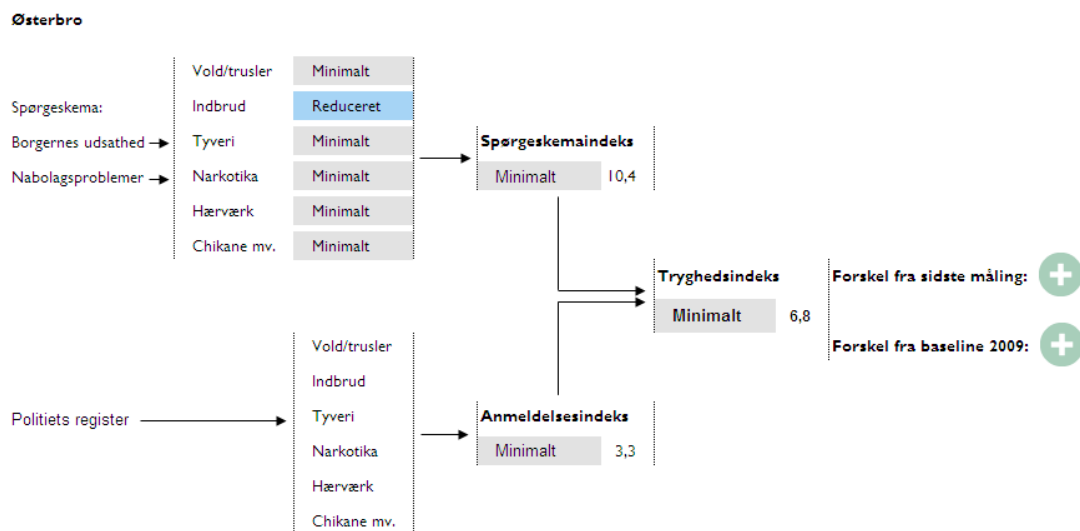 Østerbro
Spørgeskema:
Borgernes udsathed
Nabolagsproblemer
Vold/trusler Minimalt
Indbrud Reduceret
Tyveri Minimalt
Narkotika Minimalt
Hærværk Minimalt
Chikane mv. Minimalt
Spørgeskemaindeks
Minimalt 10,4
Tryghedsindeks
Minimalt 6,8
Forskel fra sidste måling:
Forskel fra baseline 2009:
Politiets register
Vold/trusler
Indbrud
Tyveri
Narkotika
Hærværk
Chikane mv.
Anmeldelsesindeks
Minimalt 3,3